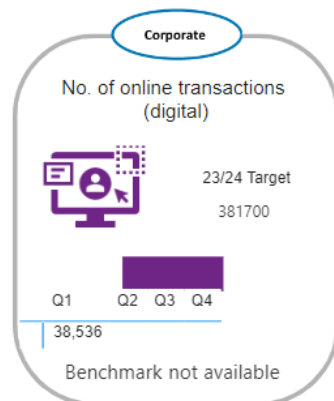 Corporate
No. of online transactions
(digital)
23/24 Target
381700
Q1 Q2 Q3 Q4
38,536
Benchmark not available